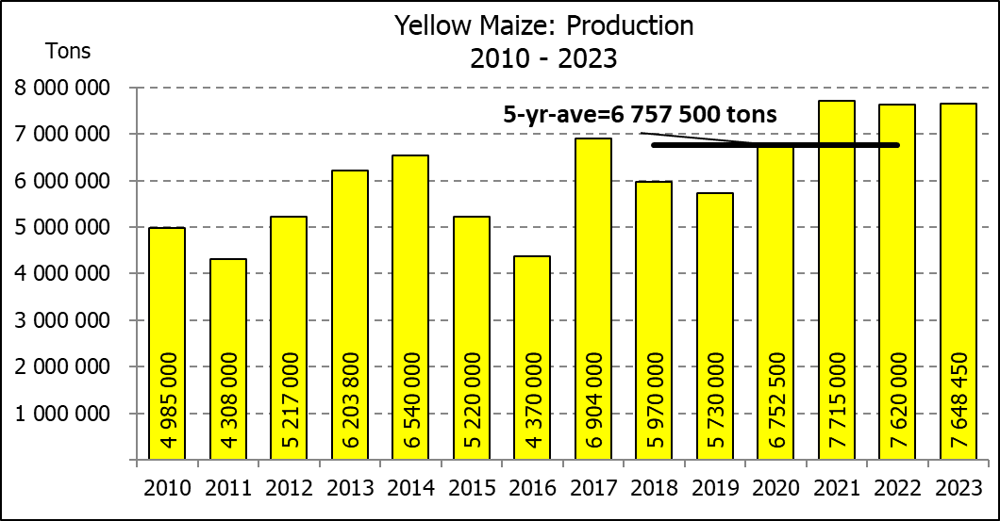 Yellow Maize: Production
2010 - 2023
Tons
8 000 000
7 000 000
6 000 000
5 000 000
4 000 000
3 000 000
2 000 000
1 000 000
5-yr-ave=6 757 500 tons
4 985 000
4 308 000
5 217 000
6 203 800
6 540 000
5 220 000
4 370 000
6 904 000
5 970 000
5 730 000
6 752 500
7 715 000
7 620 000
7 648 450
2010 2011 2012 2013 2014 2015 2016 2017 2018 2019 2020 2021 2022 2023